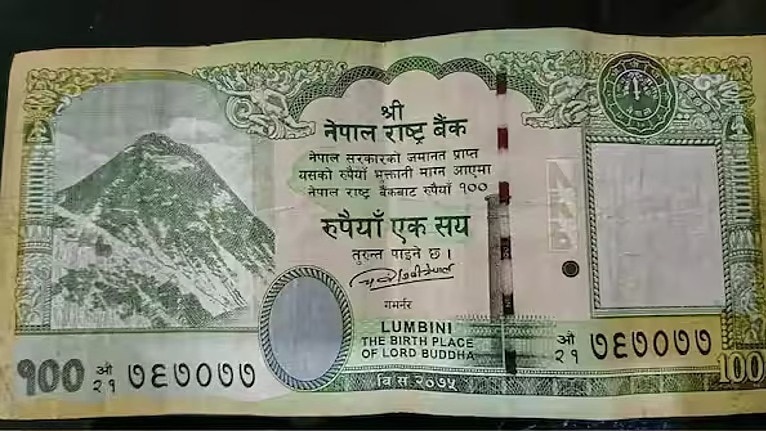 श्री
नेपाल राष्ट्र बैंक
नेपाल सरकारको जमानत प्राप्त
यसको रुपैयाँ भुक्तानी माग्न आएमा
नेपाल राष्ट्र बैंकबाट रुपैयाँ १००
रुपैयाँ एक सय
तुरुन्त पाइने छ।
गभर्नर
LUMBINI
THE BIRTH PLACE
OF LORD BUDDHA
औ
२१ ७६७०७७
१०० औ
२१ ७६७०७७
100
वि सं २०७५